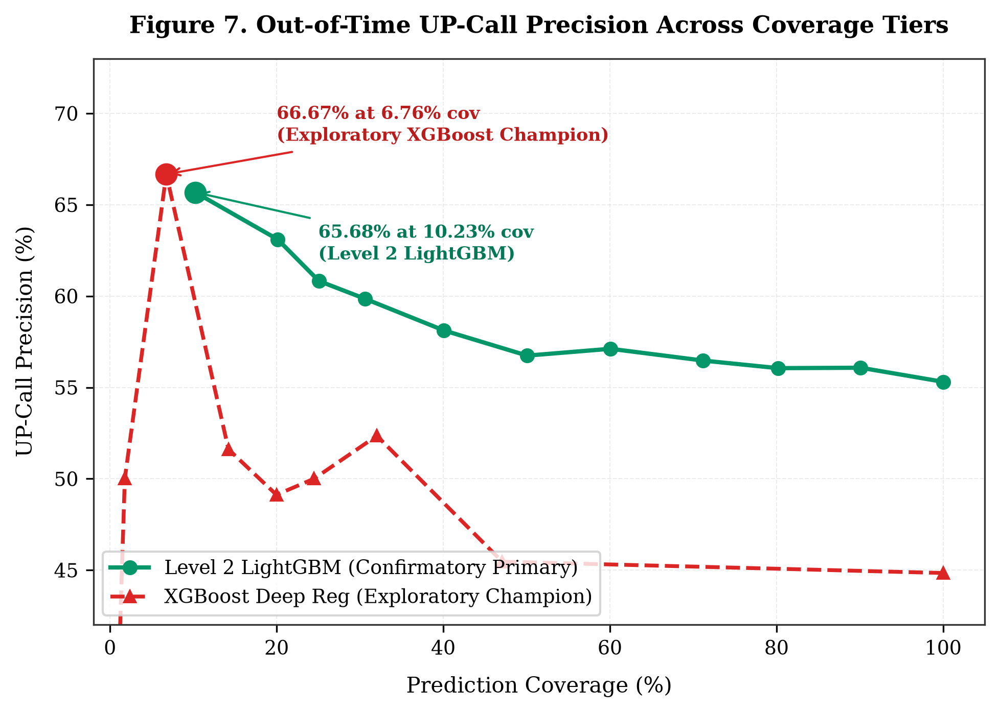 Figure 7. Out-of-Time UP-Call Precision Across Coverage Tiers
UP-Call Precision (%)
70
65
60
55
50
45
66.67% at 6.76% cov
(Exploratory XGBoost Champion)
65.68% at 10.23% cov
(Level 2 LightGBM)
Level 2 LightGBM (Confirmatory Primary)
XGBoost Deep Reg (Exploratory Champion)
0
20
40
60
80
100
Prediction Coverage (%)